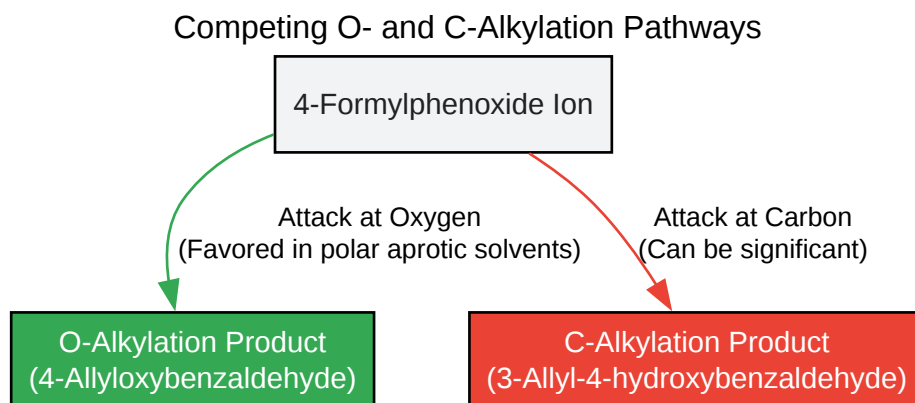 Competing O- and C-Alkylation Pathways
4-Formylphenoxide Ion
Attack at Oxygen
(Favored in polar aprotic solvents)
Attack at Carbon
(Can be significant)
O-Alkylation Product
(4-Allyloxybenzaldehyde)
C-Alkylation Product
(3-Allyl-4-hydroxybenzaldehyde)